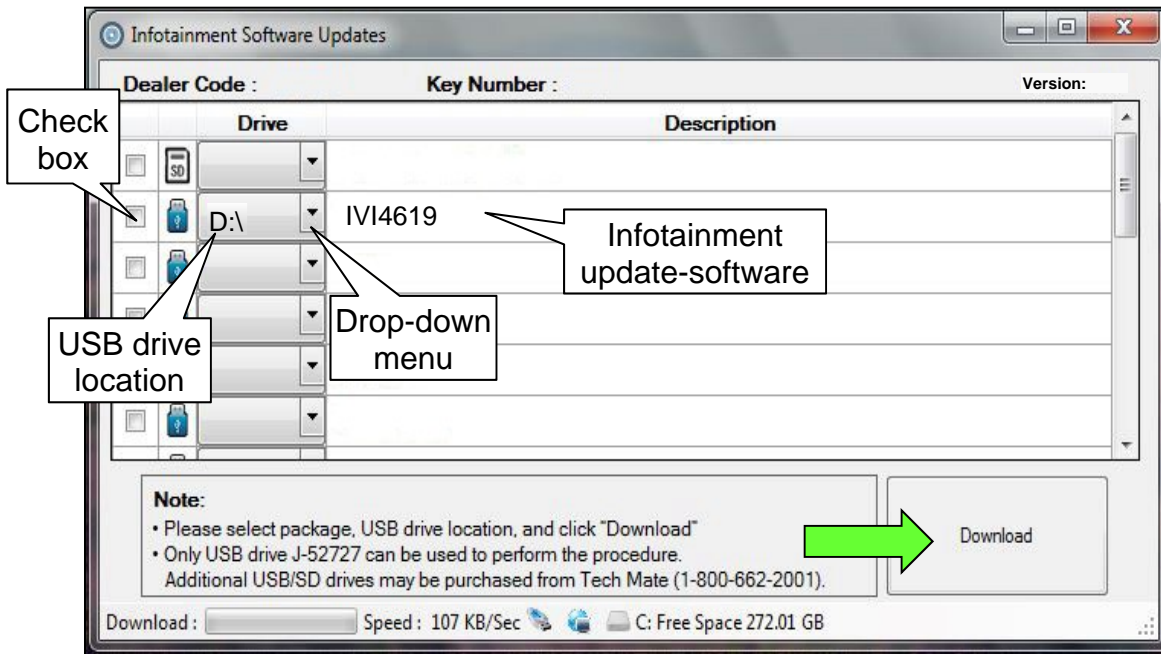 Infotainment Software Updates
X
Dealer Code :
Key Number :
Version:
Check
box
Drive
Description
SD
D:\
IVI4619
Infotainment
update-software
USB drive
location
Drop-down
menu
Note:
• Please select package, USB drive location, and click "Download"
• Only USB drive J-52727 can be used to perform the procedure.
Additional USB/SD drives may be purchased from Tech Mate (1-800-662-2001).
Download
Download :
Speed : 107 KB/Sec
C: Free Space 272.01 GB